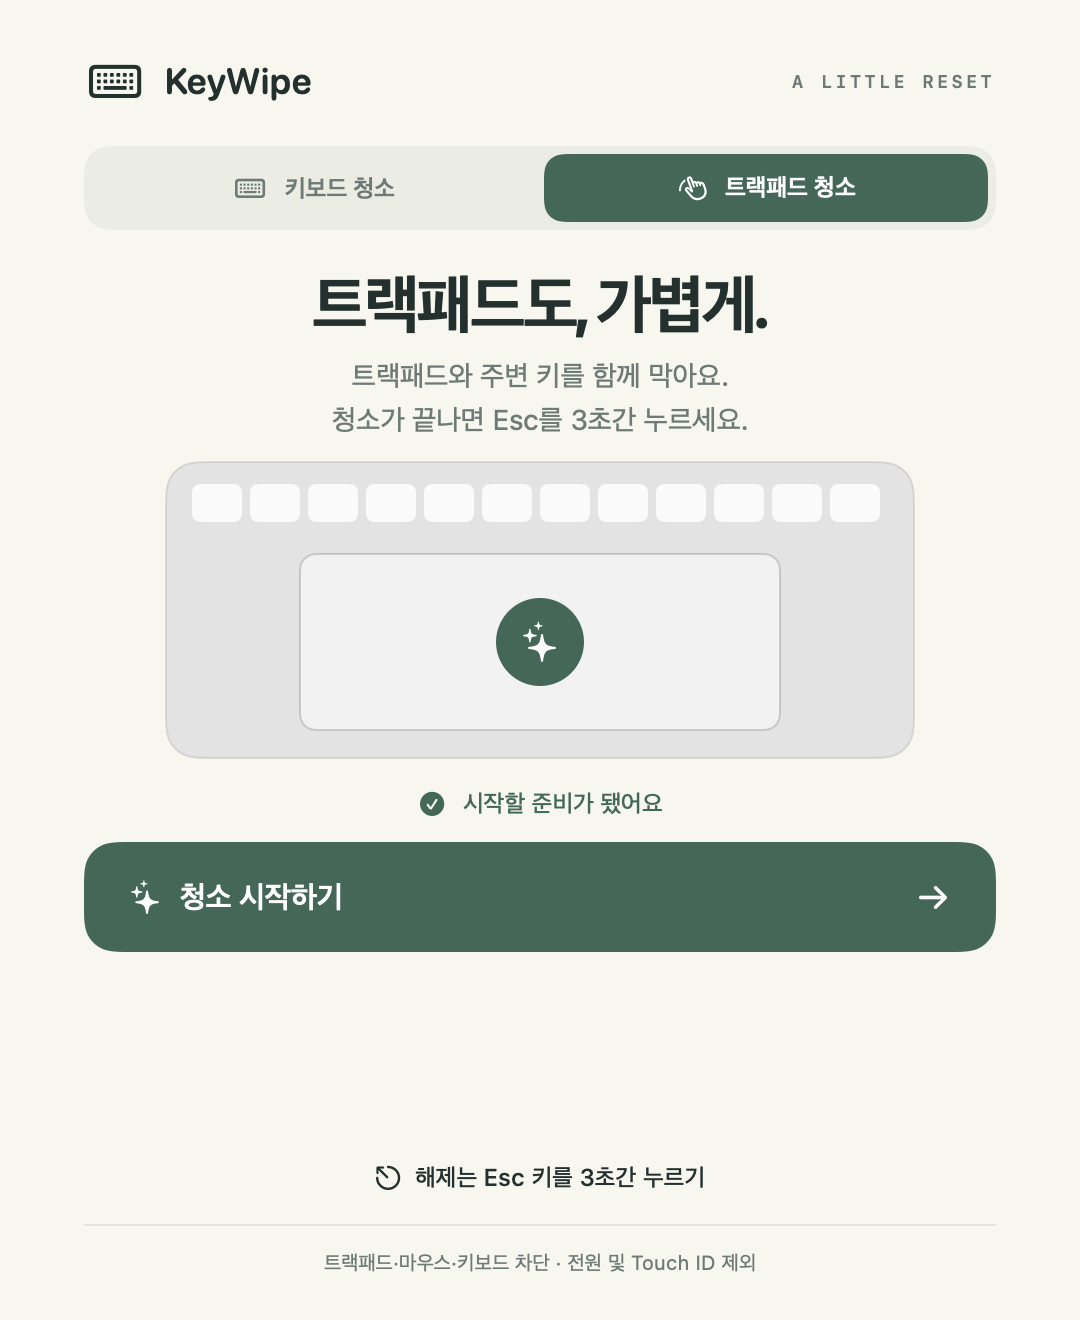 KeyWipe
A LITTLE RESET
키보드 청소
트랙패드 청소
트랙패드도, 가볍게.
트랙패드와 주변 키를 함께 막아요.
청소가 끝나면 Esc를 3초간 누르세요.
시작할 준비가 됐어요
청소 시작하기
해제는 Esc 키를 3초간 누르기
트랙패드·마우스·키보드 차단 · 전원 및 Touch ID 제외